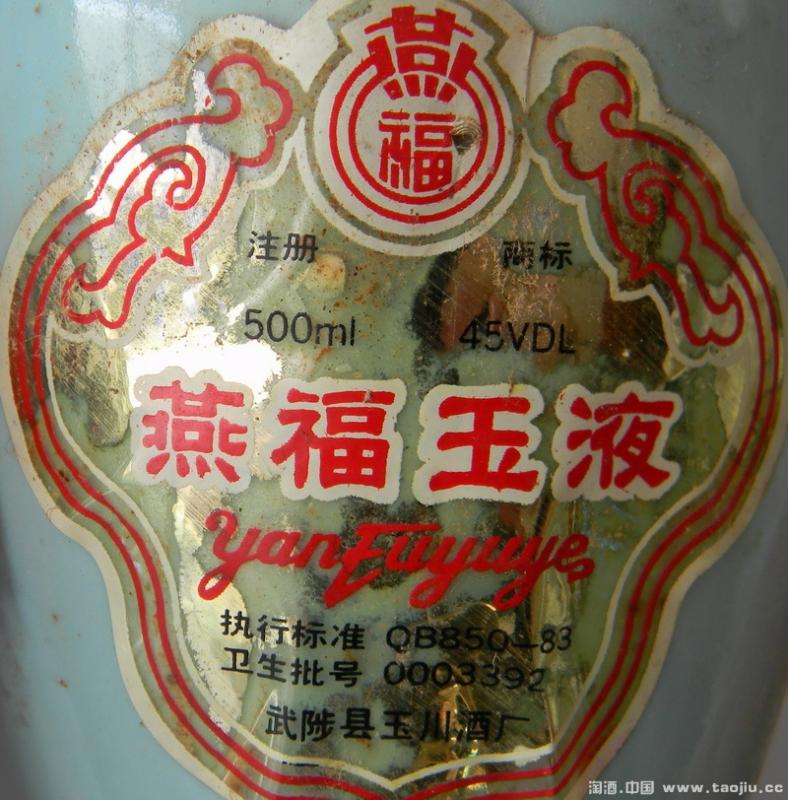 燕
福
注册 商标
500ml 45VDL
燕福玉液
yanFuyuye
执行标准 QB850-83
卫生批号 0003392
武陟县玉川酒厂
淘酒.中国 www.taojiu.cc